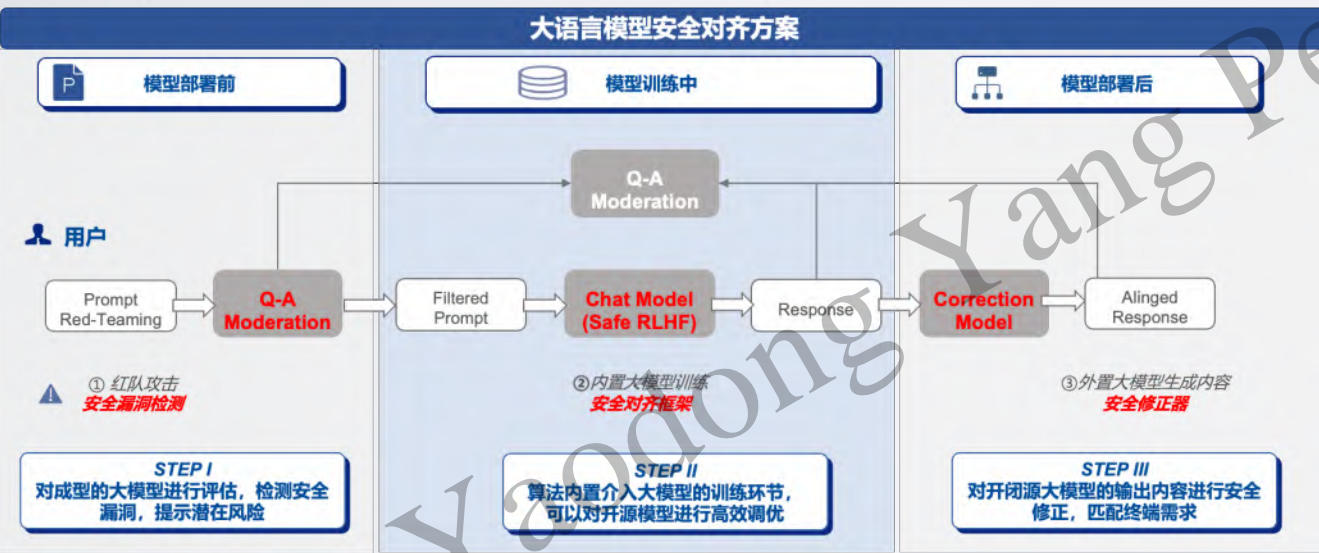 大语言模型安全对齐方案
P
模型部署前
模型训练中
模型部署后
Q-A
Moderation
用户
Prompt
Red-Teaming
Q-A
Moderation
Filtered
Prompt
Chat Model
(Safe RLHF)
Response
Correction
Model
Alinged
Response
① 红队攻击
安全漏洞检测
②内置大模型训练
安全对齐框架
③外置大模型生成内容
安全修正器
STEP I
对成型的大模型进行评估，检测安全
漏洞，提示潜在风险
STEP II
算法内置介入大模型的训练环节，
可以对开源模型进行高效调优
STEP III
对开闭源大模型的输出内容进行安全
修正，匹配终端需求
Yaodong Yang Pe